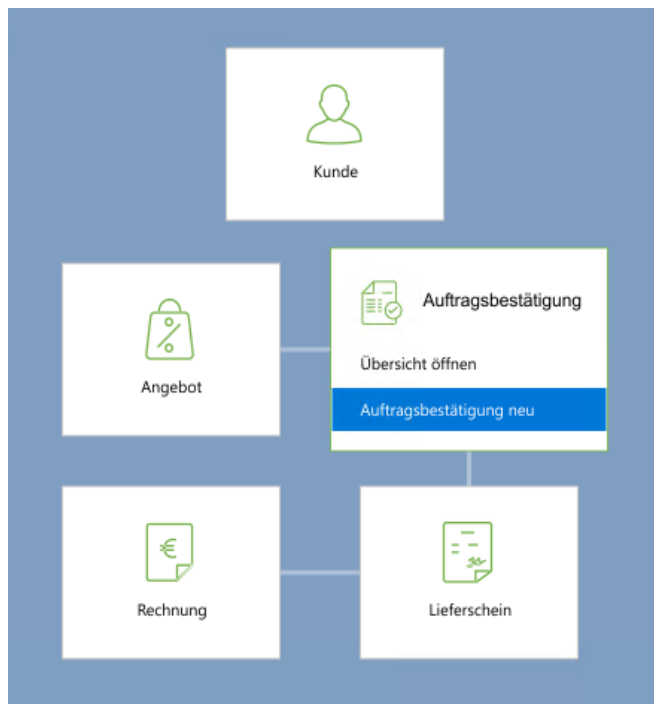 Kunde
Angebot
Auftragsbestätigung
Übersicht öffnen
Auftragsbestätigung neu
Rechnung
Lieferschein